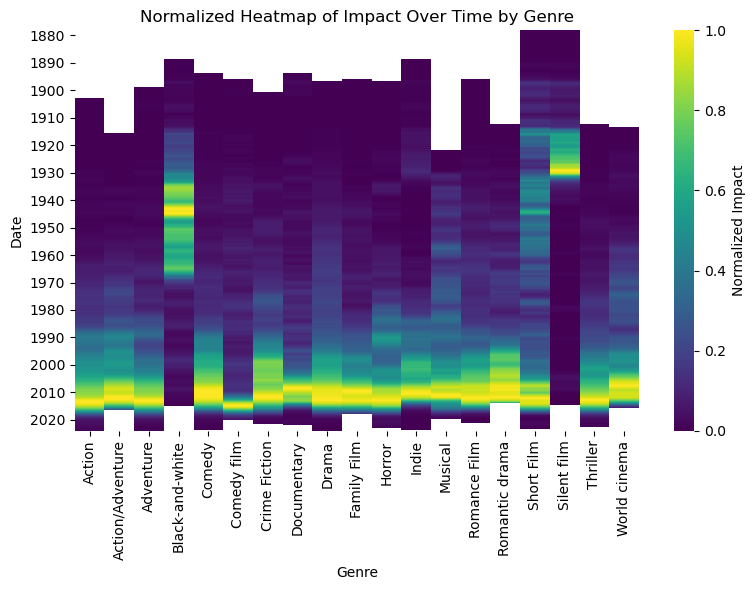 Normalized Heatmap of Impact Over Time by Genre
1880
1890
1900
1910
1920
1930
1940
1950
1960
1970
1980
1990
2000
2010
2020
Date
Action
Action/Adventure
Adventure
Black-and-white
Comedy
Comedy film
Crime Fiction
Documentary
Drama
Family Film
Horror
Indie
Musical
Romance Film
Romantic drama
Short Film
Silent film
Thriller
World cinema
Genre
1.0
0.8
0.6
0.4
0.2
0.0
Normalized Impact